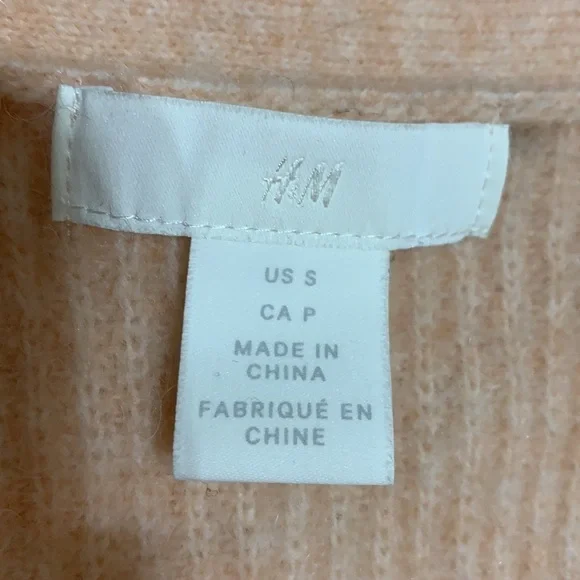 H&M
US S
CA P
MADE IN
CHINA
FABRIQUÉ EN
CHINE